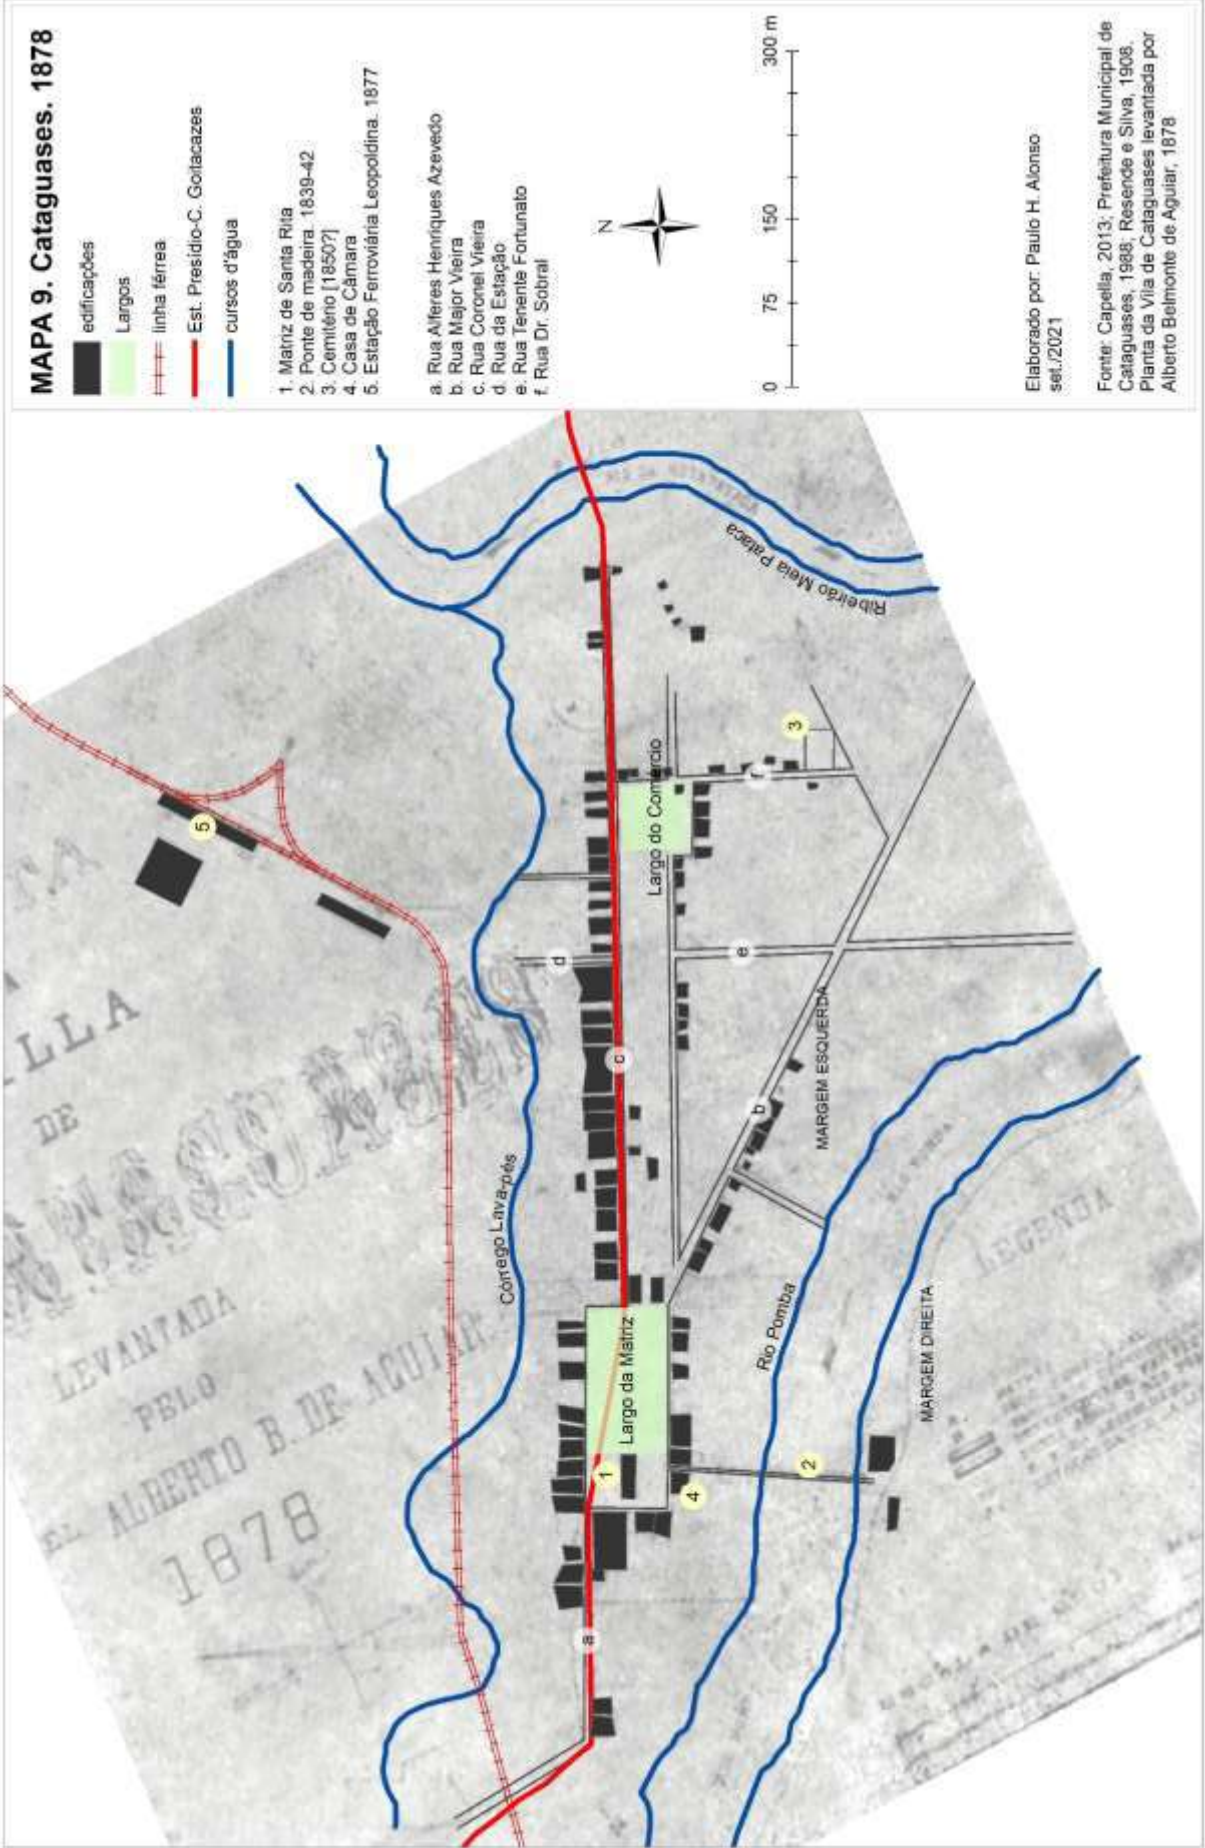 MAPA 9. Cataguases. 1878
edificações
Largos
linha férrea
Est. Presídio-C. Goitacazes
cursos d'água
1. Matriz de Santa Rita
2. Ponte de madeira. 1839-42
3. Cemitério [1850?]
4. Casa de Câmara
5. Estação Ferroviária Leopoldina. 1877
a. Rua Alferes Henriques Azevedo
b. Rua Major Vieira
c. Rua Coronel Vieira
d. Rua da Estação
e. Rua Tenente Fortunato
f. Rua Dr. Sobral
N
0 75 150 300 m
Elaborado por: Paulo H. Alonso
set./2021
Fonte: Capella, 2013; Prefeitura Municipal de
Cataguases, 1988; Resende e Silva, 1908.
Planta da Vila de Cataguases levantada por
Alberto Belmonte de Aguiar, 1878
LLA
DE
LEVANTADA
PELO
ALBERTO B. DE AGUIAR
1878
5
Córrego Lava-pés
d
a
1
Largo da Matriz
c
Largo do Comércio
4
2
b
e
f
3
Ribeirão Meia Pataca
Rio Pomba
MARGEM ESQUERDA
MARGEM DIREITA
LEGENDA